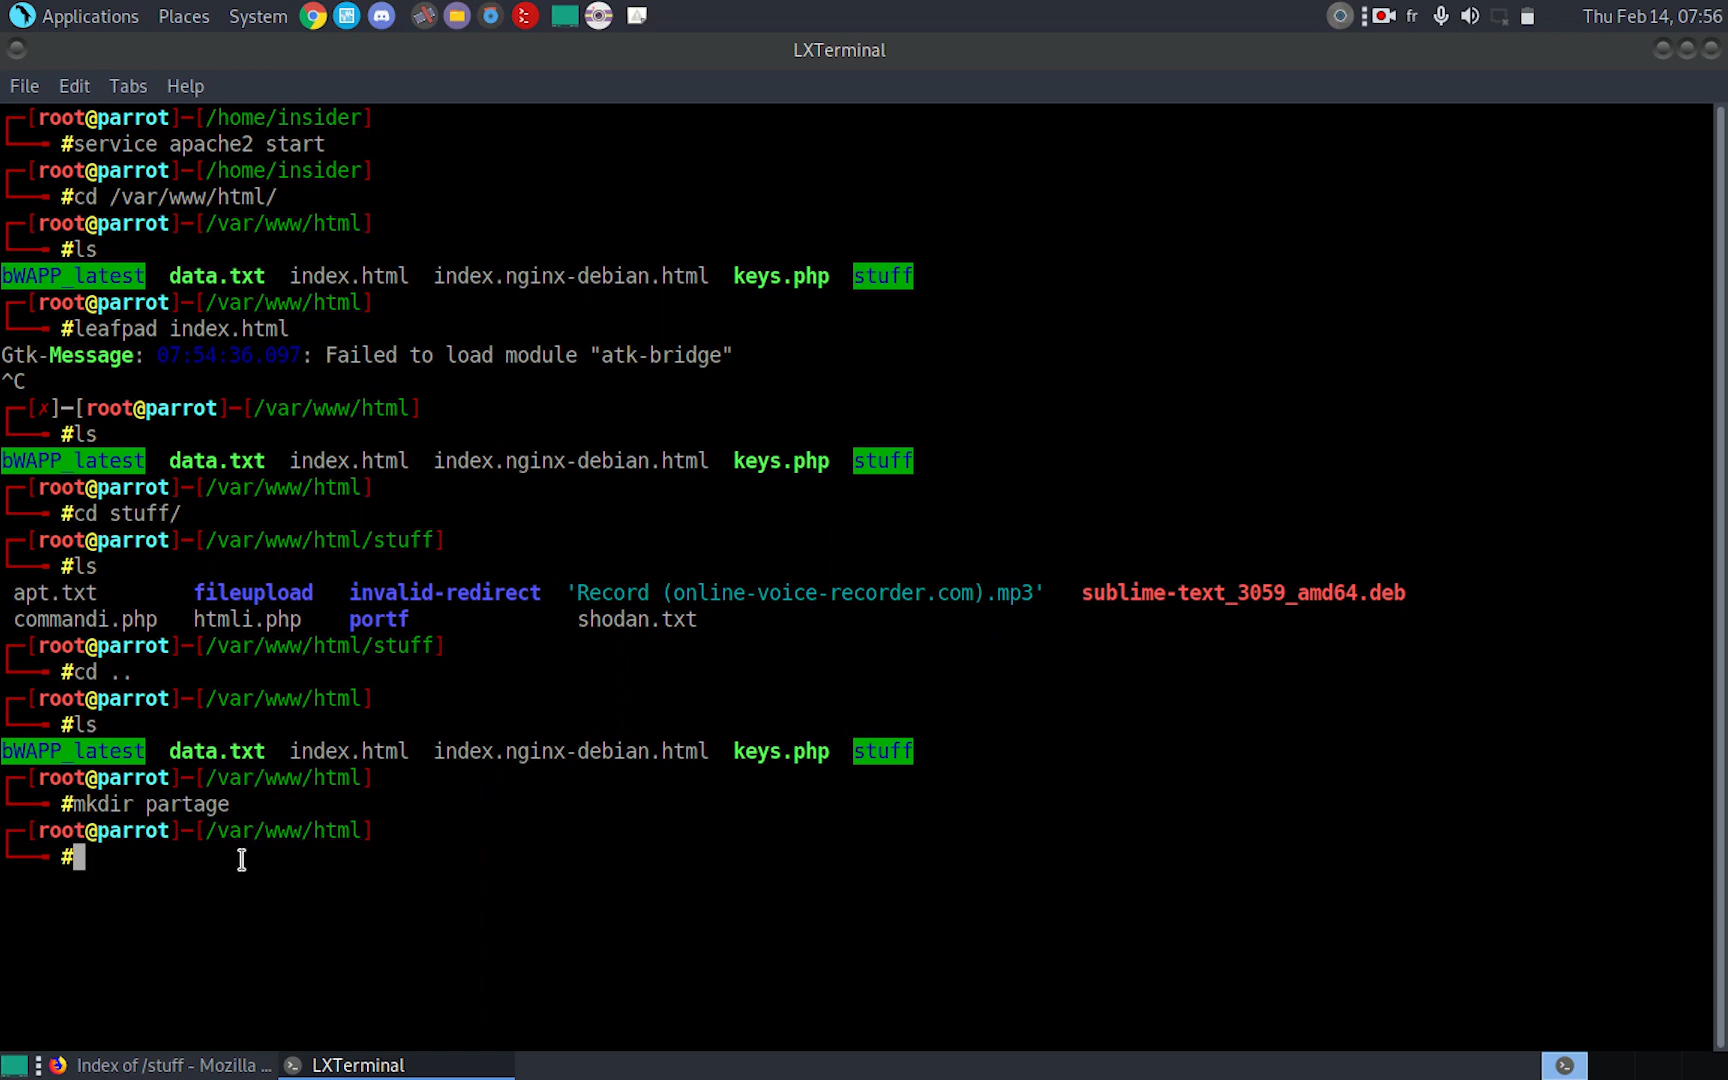 Applications Places System fr Thu Feb 14, 07:56
LXTerminal
File Edit Tabs Help
┌─[root@parrot]─[/home/insider]
└──╼ #service apache2 start
┌─[root@parrot]─[/home/insider]
└──╼ #cd /var/www/html/
┌─[root@parrot]─[/var/www/html]
└──╼ #ls
bWAPP_latest data.txt index.html index.nginx-debian.html keys.php stuff
┌─[root@parrot]─[/var/www/html]
└──╼ #leafpad index.html
Gtk-Message: 07:54:36.097: Failed to load module "atk-bridge"
^C
┌─[✗]─[root@parrot]─[/var/www/html]
└──╼ #ls
bWAPP_latest data.txt index.html index.nginx-debian.html keys.php stuff
┌─[root@parrot]─[/var/www/html]
└──╼ #cd stuff/
┌─[root@parrot]─[/var/www/html/stuff]
└──╼ #ls
apt.txt fileupload invalid-redirect 'Record (online-voice-recorder.com).mp3' sublime-text_3059_amd64.deb
commandi.php htmli.php portf shodan.txt
┌─[root@parrot]─[/var/www/html/stuff]
└──╼ #cd ..
┌─[root@parrot]─[/var/www/html]
└──╼ #ls
bWAPP_latest data.txt index.html index.nginx-debian.html keys.php stuff
┌─[root@parrot]─[/var/www/html]
└──╼ #mkdir partage
┌─[root@parrot]─[/var/www/html]
└──╼ #
Index of /stuff - Mozilla ... LXTerminal